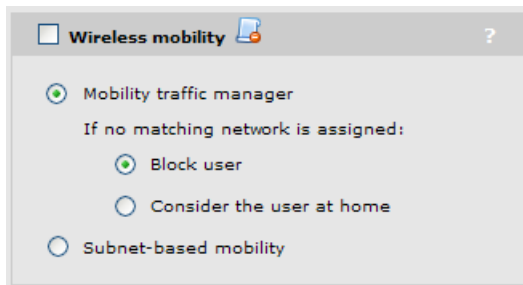 Wireless mobility ?
Mobility traffic manager
If no matching network is assigned:
Block user
Consider the user at home
Subnet-based mobility